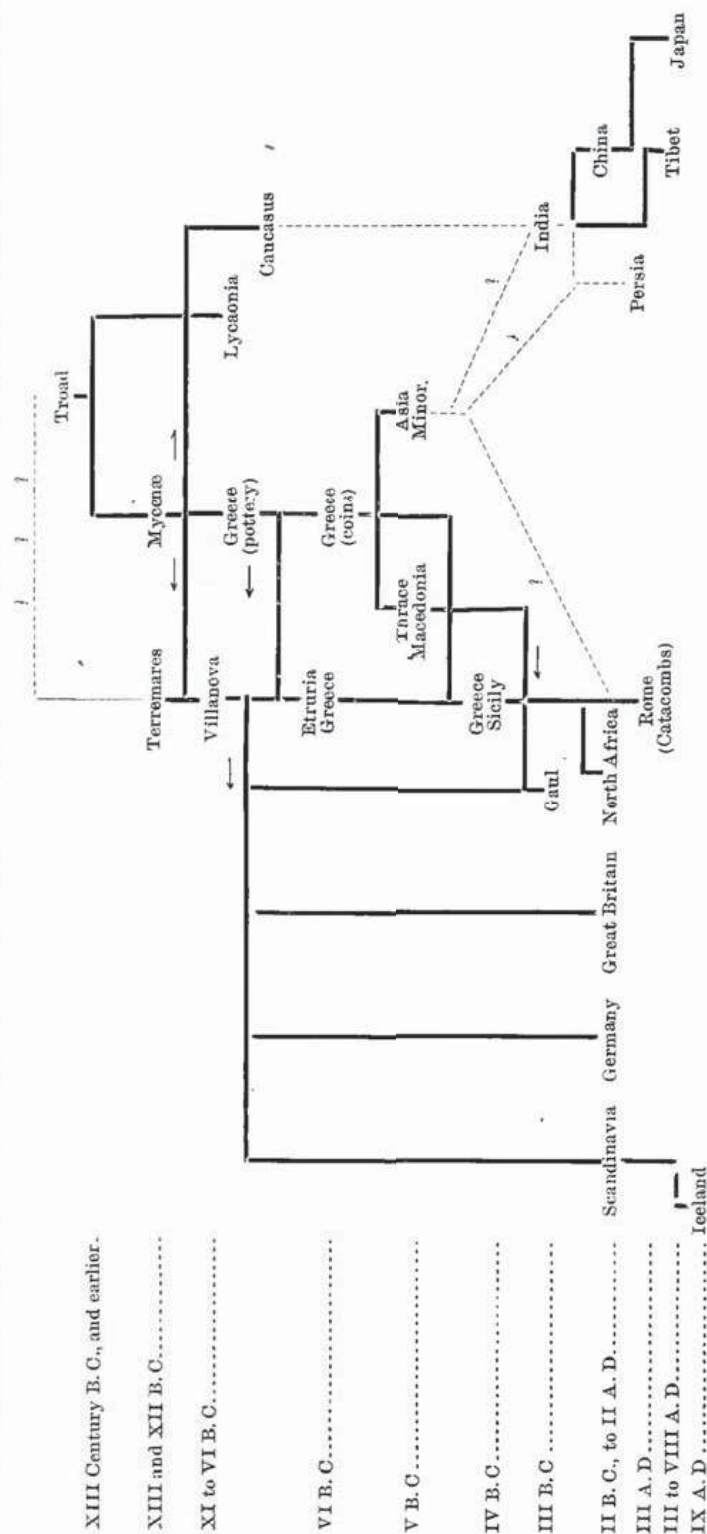 XIII Century B. C., and earlier.
Troad
XIII and XII B. C.
Terremares
Mycenæ
XI to VI B. C.
Villanova
Greece
(pottery)
Lycaonia
Caucasus
VI B. C.
Etruria
Greece
Greece
(coins)
V B. C.
Thrace
Macedonia
Asia
Minor.
IV B. C.
Greece
Sicily
III B. C.
Gaul
India
II B. C., to II A. D.
Scandinavia
Germany
Great Britain
North Africa
China
III A. D.
Rome
(Catacombs)
Persia
III to VIII A. D.
Tibet
Japan
IX A. D.
Iceland
?
?
?
?
?